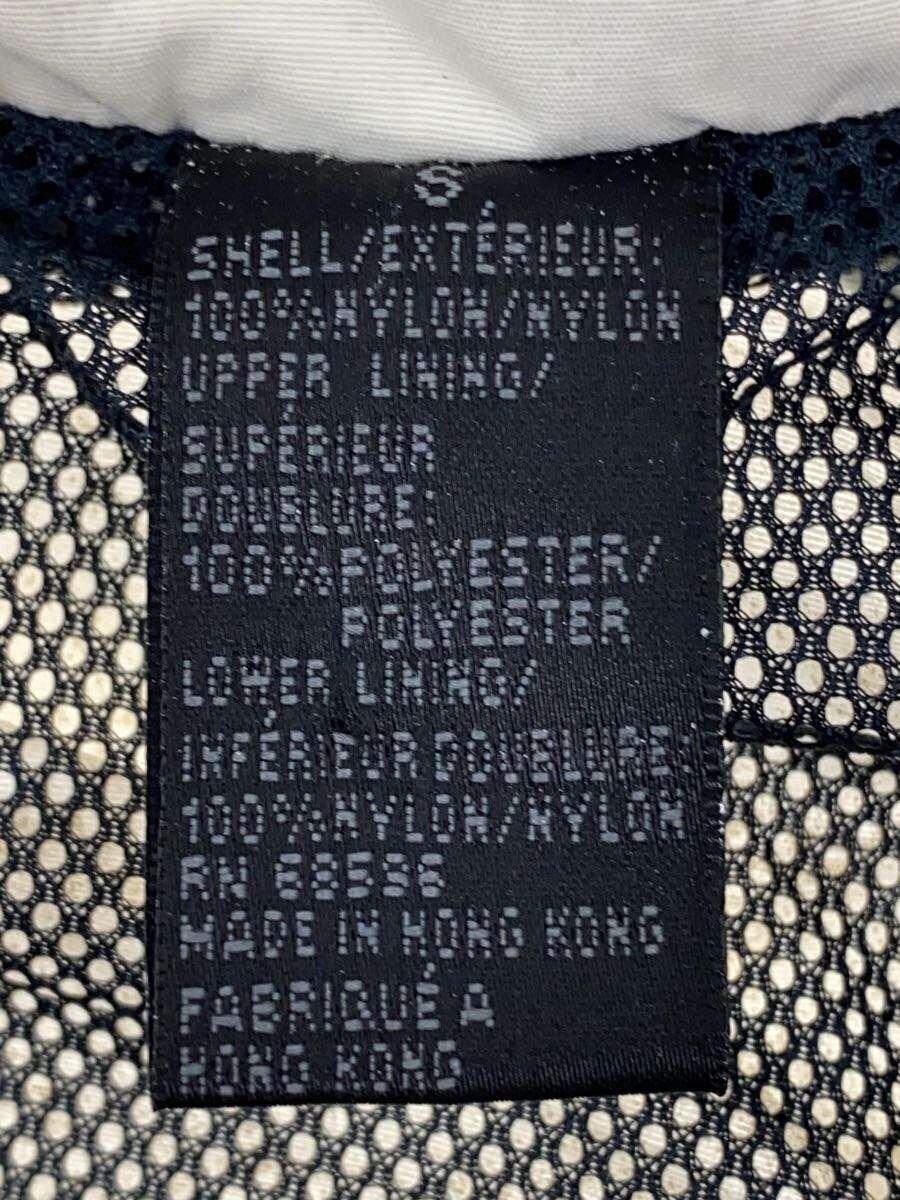 S
SHELL/EXTÉRIEUR:
100%NYLON/NYLON
UPPER LINING/
SUPÉRIEUR
DOUBLURE:
100%POLYESTER/
POLYESTER
LOWER LINING/
INFÉRIEUR DOUBLURE:
100%NYLON/NYLON
RN 68596
MADE IN HONG KONG
FABRIQUÉ A
HONG KONG